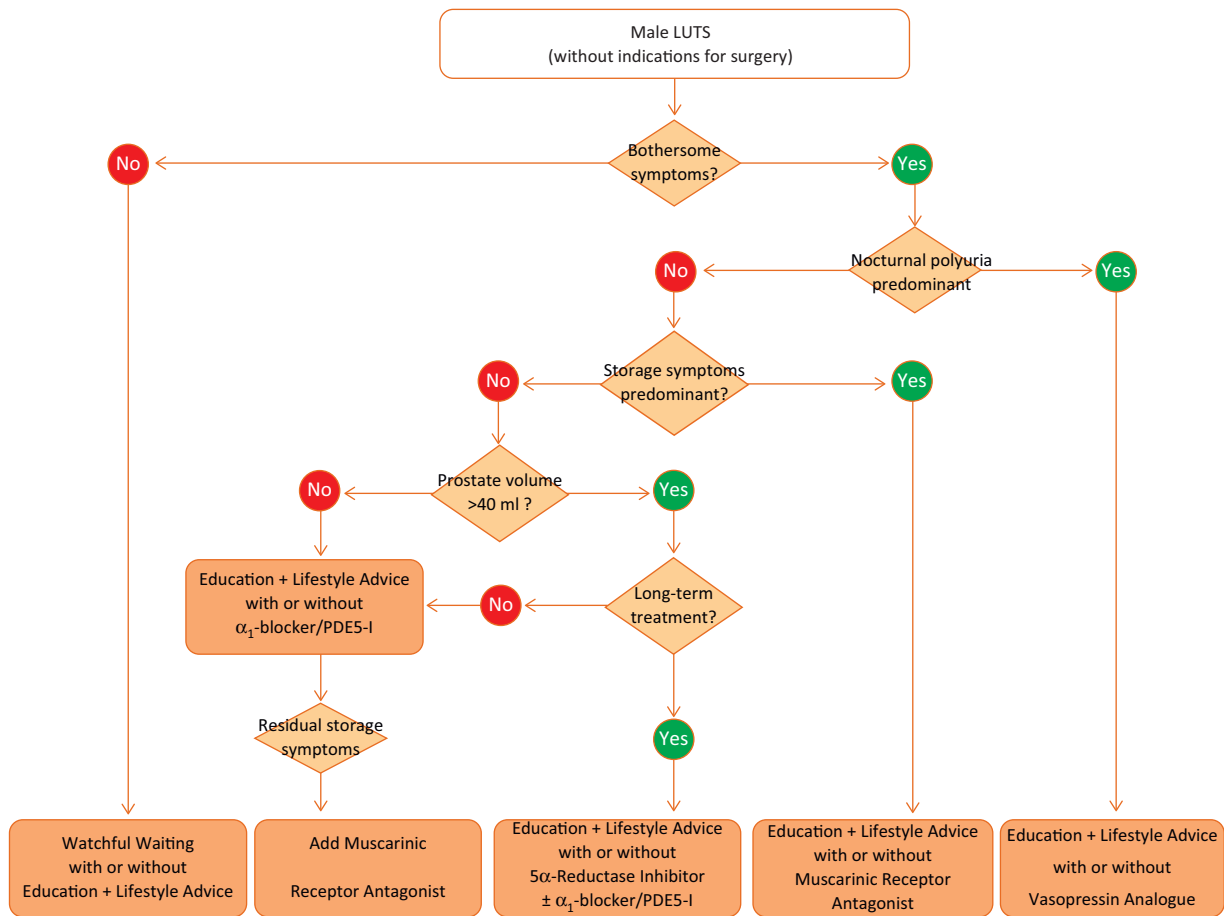 Male LUTS
(without indications for surgery)
Bothersome
symptoms?
No
Yes
Nocturnal polyuria
predominant
No
Yes
Storage symptoms
predominant?
No
Yes
Prostate volume
>40 ml ?
No
Yes
Education + Lifestyle Advice
with or without
α₁-blocker/PDE5-I
No
Long-term
treatment?
Residual storage
symptoms
Yes
Watchful Waiting
with or without
Education + Lifestyle Advice
Add Muscarinic
Receptor Antagonist
Education + Lifestyle Advice
with or without
5α-Reductase Inhibitor
± α₁-blocker/PDE5-I
Education + Lifestyle Advice
with or without
Muscarinic Receptor
Antagonist
Education + Lifestyle Advice
with or without
Vasopressin Analogue